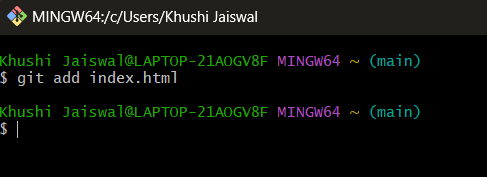 MINGW64:/c/Users/Khushi Jaiswal
Khushi Jaiswal@LAPTOP-21AOGV8F MINGW64 ~ (main)
$ git add index.html
Khushi Jaiswal@LAPTOP-21AOGV8F MINGW64 ~ (main)
$